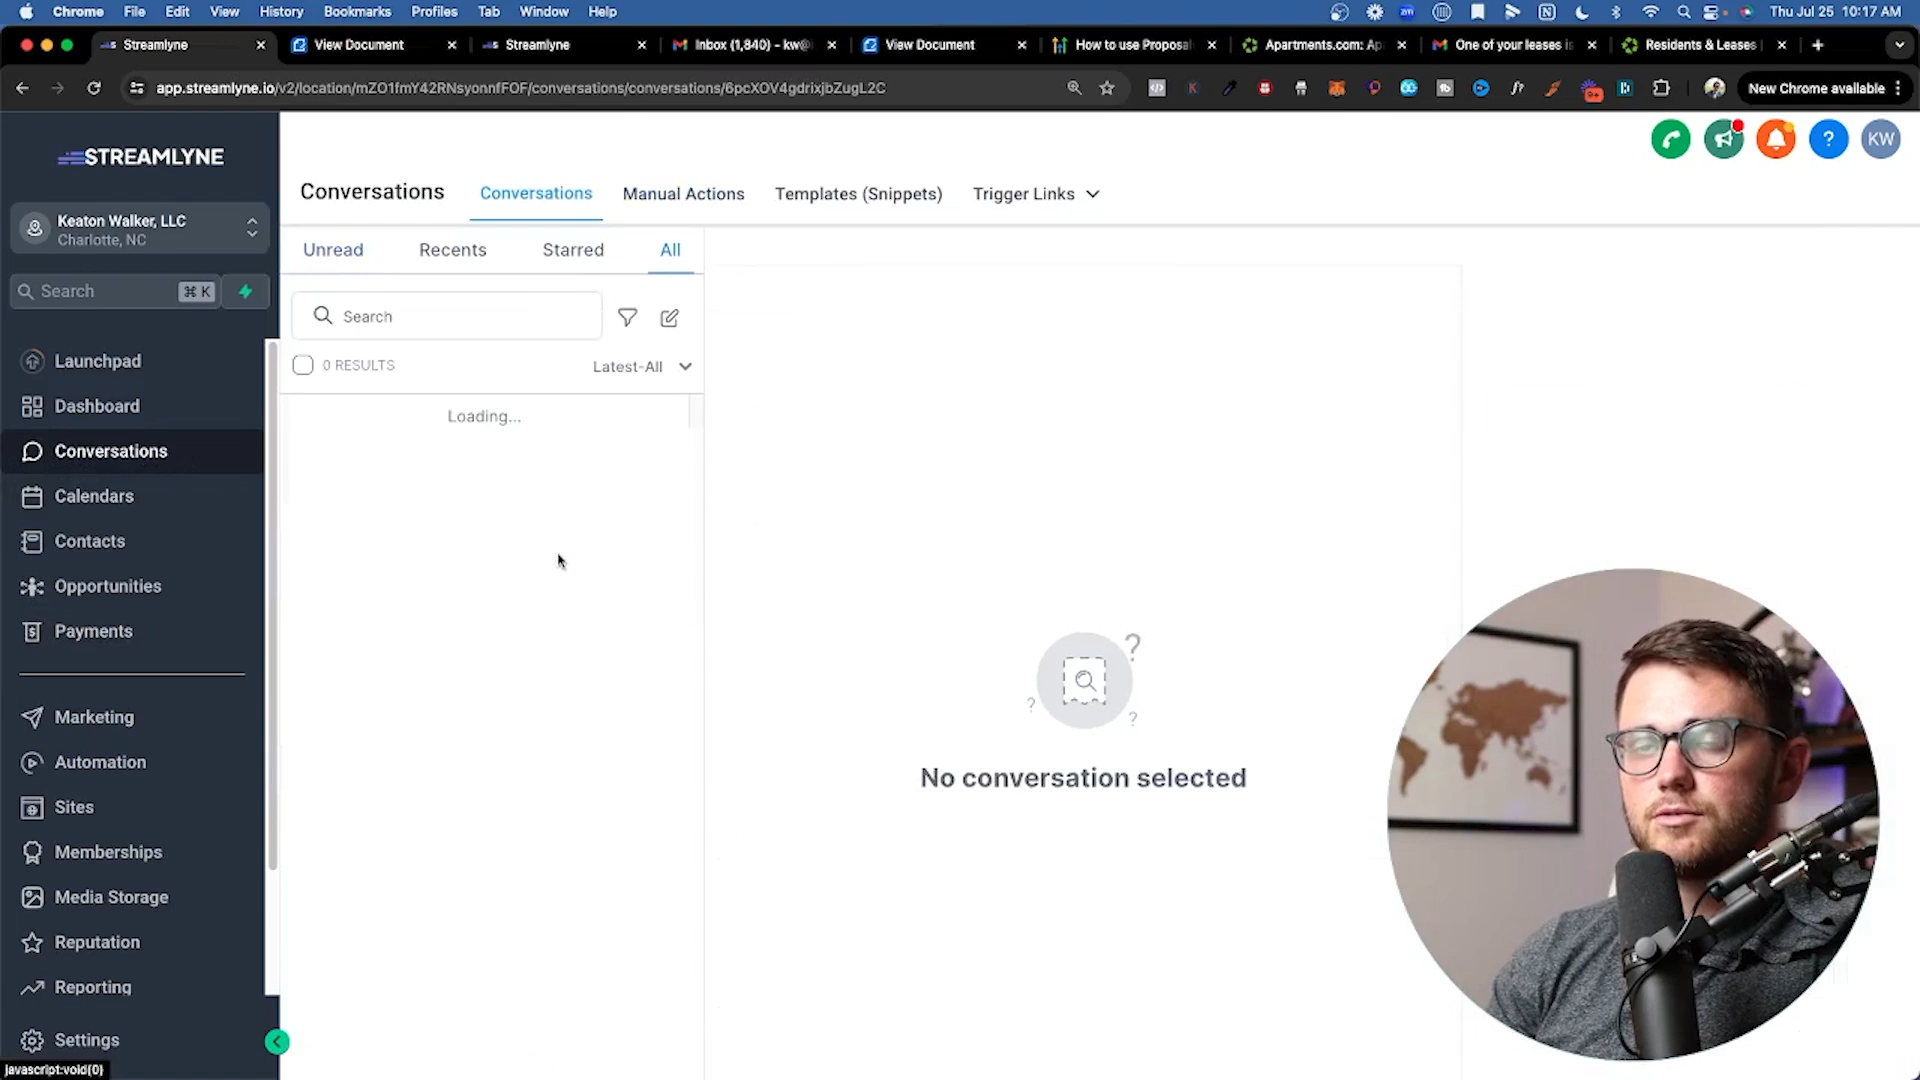 Chrome File Edit View History Bookmarks Profiles Tab Window Help Thu Jul 25 10:17 AM
Streamlyne View Document Streamlyne Inbox (1,840) - kw@ View Document How to use Proposal Apartments.com: Ap One of your leases is Residents & Leases
app.streamlyne.io/v2/location/mZO1fmY42RNsyonnfFOF/conversations/conversations/6pcXOV4gdrixjbZugL2C New Chrome available
STREAMLYNE
KW
Conversations Conversations Manual Actions Templates (Snippets) Trigger Links
Keaton Walker, LLC
Charlotte, NC
Unread Recents Starred All
Search ⌘ K
Search
0 RESULTS Latest-All
Loading...
Launchpad
Dashboard
Conversations
Calendars
Contacts
Opportunities
Payments
Marketing
Automation
Sites
Memberships
Media Storage
Reputation
Reporting
Settings
No conversation selected
javascript:void(0)